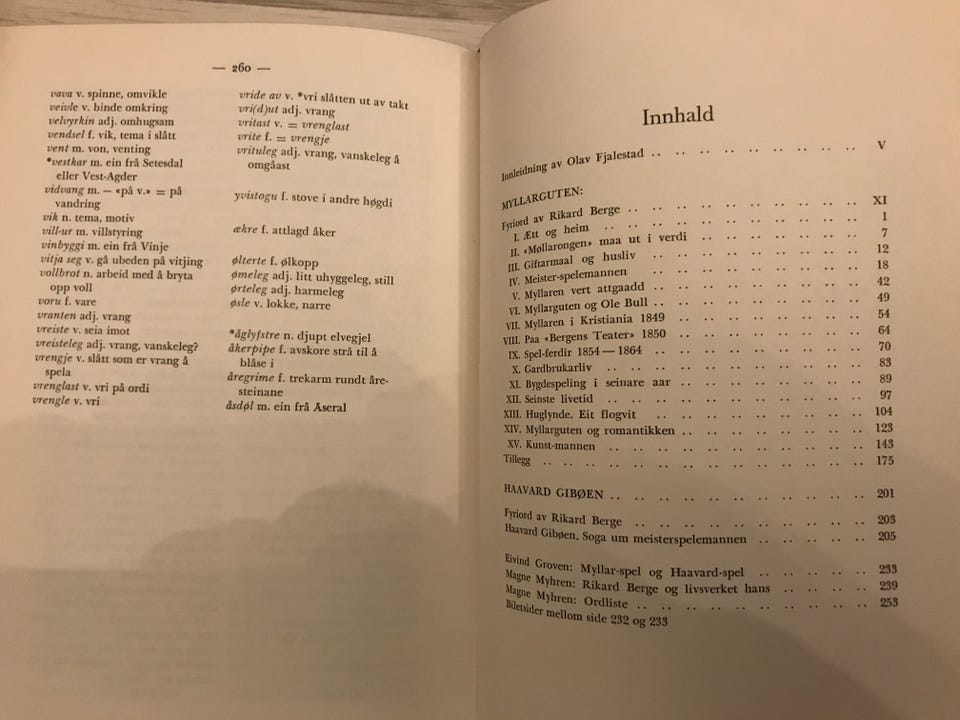 — 260 —
vava v. spinne, omvikle
veivle v. binde omkring
velvyrkin adj. omhugsam
vendsel f. vik, tema i slått
vent m. von, venting
*vestkar m. ein frå Setesdal
eller Vest-Agder
vidvang m. — «på v.» = på
vandring
vik n. tema, motiv
vill-ur m. villstyring
vinbyggi m. ein frå Vinje
vitja seg v. gå ubeden på vitjing
vollbrot n. arbeid med å bryta
opp voll
voru f. vare
vranten adj. vrang
vreiste v. seia imot
vreisteleg adj. vrang, vanskeleg?
vrengje v. slått som er vrang å
spela
vrenglast v. vri på ordi
vrengle v. vri
vride av v. *vri slåtten ut av takt
vri(d)ut adj. vrang
vritast v. = vrenglast
vrite f. = vrengje
vrituleg adj. vrang, vanskeleg å
omgåast
yvistogu f. stove i andre høgdi
ækre f. attlagd åker
ølterte f. ølkopp
ømeleg adj. litt uhyggeleg, still
ørteleg adj. harmeleg
øsle v. lokke, narre
*åglyfstre n. djupt elvegjel
åkerpipe f. avskore strå til å
blåse i
åregrime f. trekarm rundt åre-
steinane
åsdøl m. ein frå Åseral
Innhald
Innleidning av Olav Fjalestad .. .. .. .. .. .. .. .. V
MYLLARGUTEN:
Fyriord av Rikard Berge .. .. .. .. .. .. .. .. .. XI
I. Ætt og heim .. .. .. .. .. .. .. .. .. .. 1
II. «Møllarongen» maa ut i verdi .. .. .. .. .. .. 7
III. Giftarmaal og husliv .. .. .. .. .. .. .. .. 12
IV. Meister-spelemannen .. .. .. .. .. .. .. .. 18
V. Myllaren vert attgaadd .. .. .. .. .. .. .. .. 42
VI. Myllarguten og Ole Bull .. .. .. .. .. .. .. .. 49
VII. Myllaren i Kristiania 1849 .. .. .. .. .. .. .. 54
VIII. Paa «Bergens Teater» 1850 .. .. .. .. .. .. .. 64
IX. Spel-ferdir 1854—1864 .. .. .. .. .. .. .. .. 70
X. Gardbrukarliv .. .. .. .. .. .. .. .. .. .. 83
XI. Bygdespeling i seinare aar .. .. .. .. .. .. .. 89
XII. Seinste livetid .. .. .. .. .. .. .. .. .. .. 97
XIII. Huglynde. Eit flogvit .. .. .. .. .. .. .. .. 104
XIV. Myllarguten og romantikken .. .. .. .. .. .. .. 123
XV. Kunst-mannen .. .. .. .. .. .. .. .. .. .. 143
Tillegg .. .. .. .. .. .. .. .. .. .. .. .. 175
HAAVARD GIBØEN .. .. .. .. .. .. .. .. .. .. 201
Fyriord av Rikard Berge .. .. .. .. .. .. .. .. .. 203
Haavard Gibøen. Soga um meisterspelemannen .. .. .. .. 205
Eivind Groven: Myllar-spel og Haavard-spel .. .. .. .. .. 233
Magne Myhren: Rikard Berge og livsverket hans .. .. .. .. 239
Magne Myhren: Ordliste .. .. .. .. .. .. .. .. .. 253
Biletsider mellom side 232 og 233